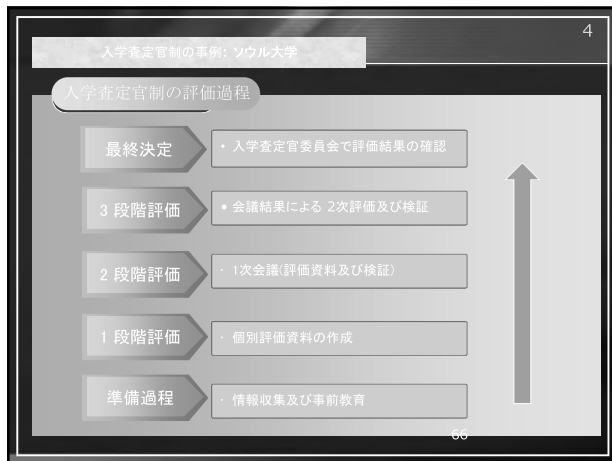 4
入学査定官制の事例: ソウル大学
入学査定官制の評価過程
最終決定
• 入学査定官委員会で評価結果の確認
3 段階評価
• 会議結果による 2次評価及び検証
2 段階評価
· 1次会議(評価資料及び検証)
1 段階評価
· 個別評価資料の作成
準備過程
· 情報収集及び事前教育
66